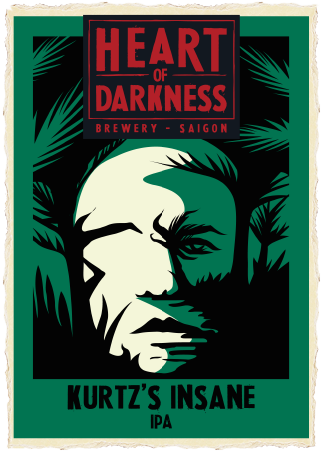 HEART
OF
DARKNESS
BREWERY - SAIGON
KURTZ'S INSANE
IPA